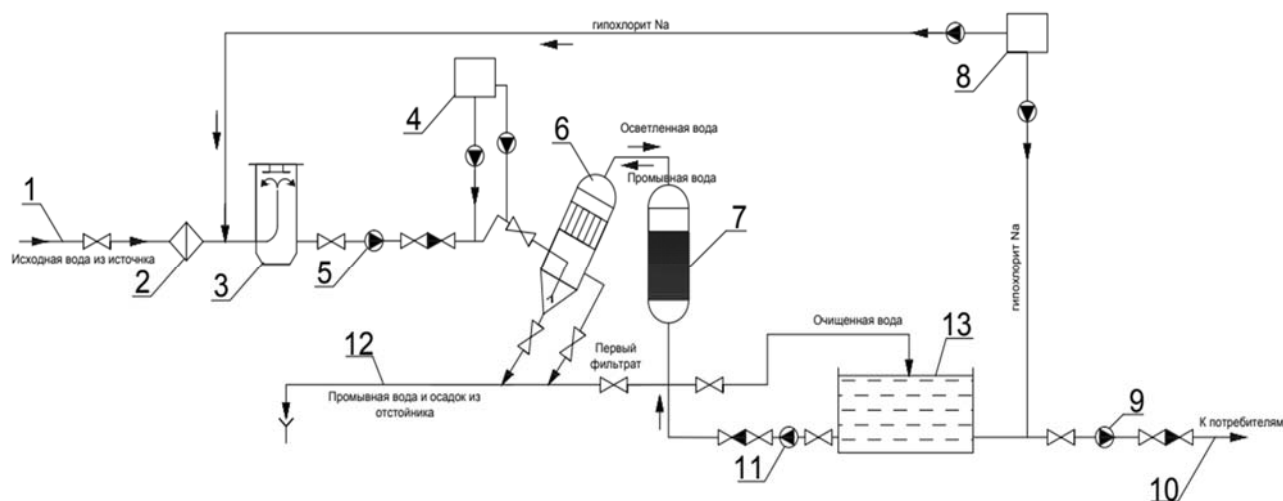 гипохлорит Na
8
4
6
Осветленная вода
Промывная вода
1
7
Исходная вода из источнка
2
3
5
гипохлорит Na
Очищенная вода
13
12
Первый
фильтрат
Промывная вода и осадок из
отстойника
9
К потребителям
11
10